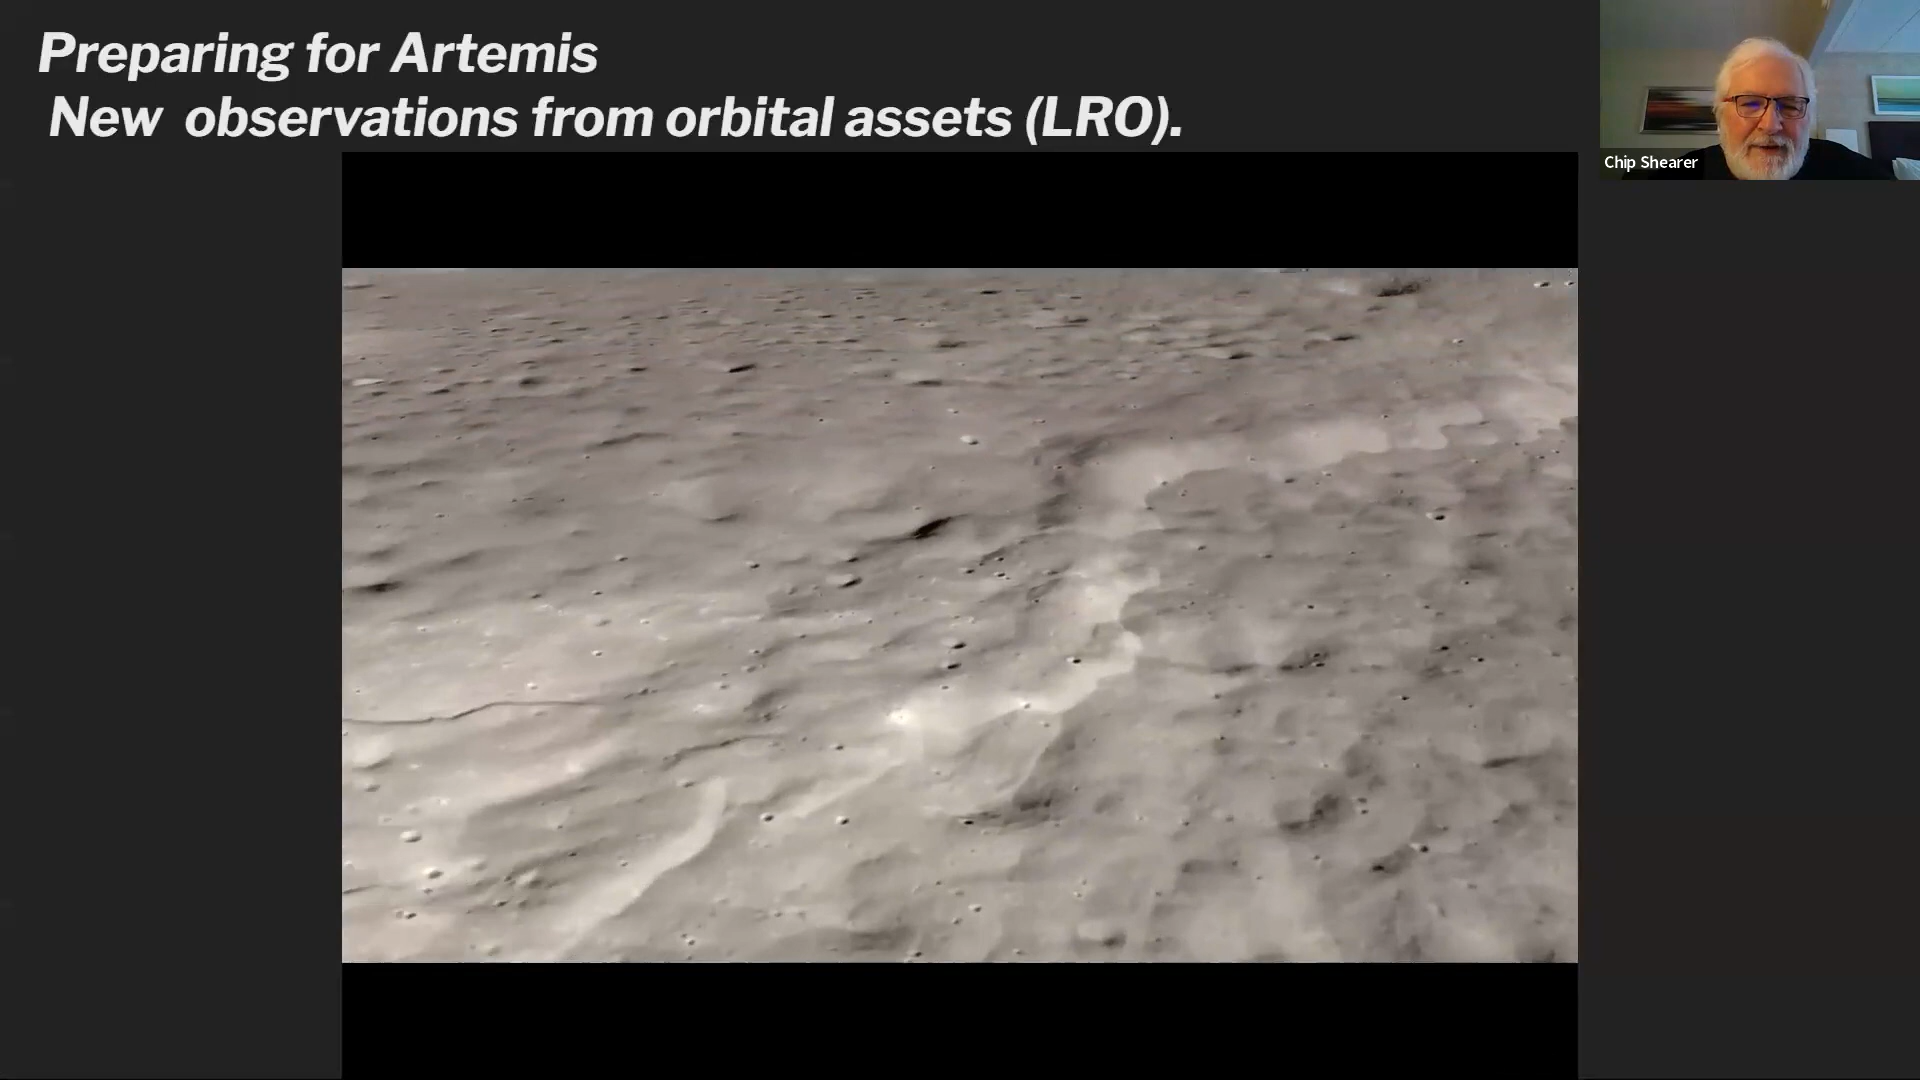 Preparing for Artemis
New observations from orbital assets (LRO).
Chip Shearer